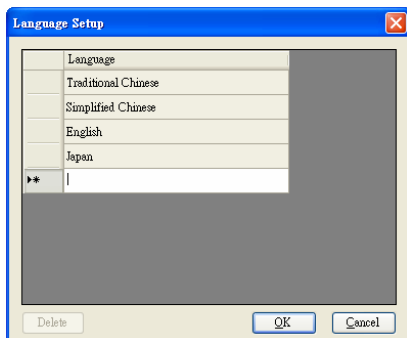 Language Setup
Language
Traditional Chinese
Simplified Chinese
English
Japan
Delete
OK
Cancel